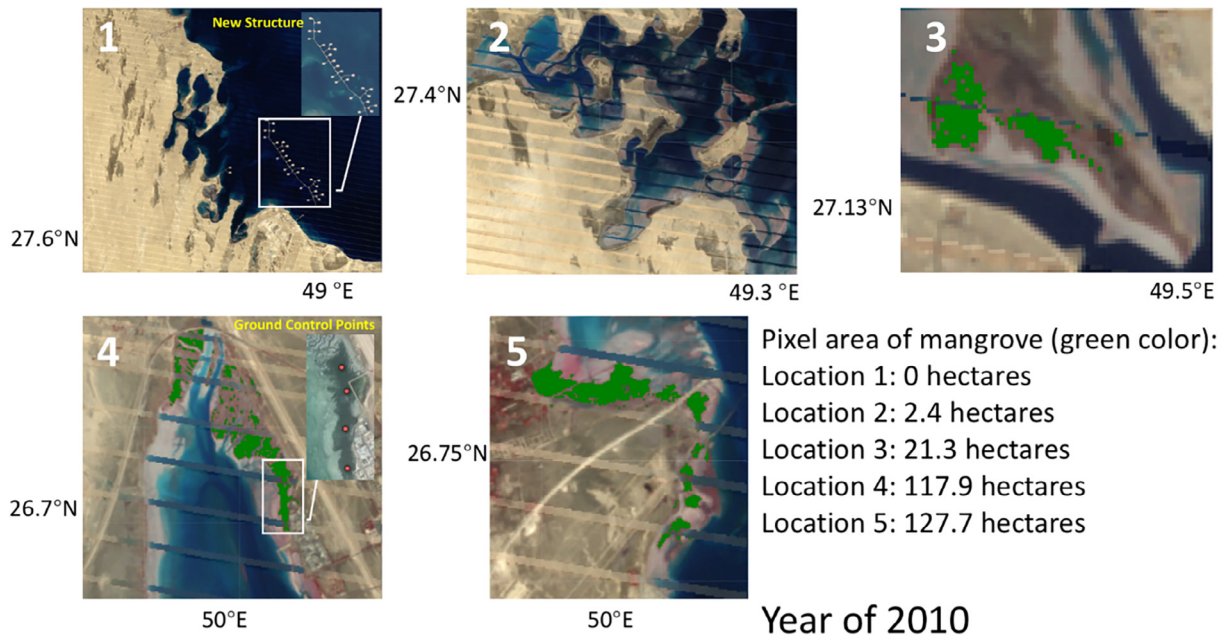 1
New Structure
27.6°N
49 °E
2
27.4°N
49.3 °E
3
27.13°N
49.5°E
4
Ground Control Points
26.7°N
50°E
5
26.75°N
50°E
Pixel area of mangrove (green color):
Location 1: 0 hectares
Location 2: 2.4 hectares
Location 3: 21.3 hectares
Location 4: 117.9 hectares
Location 5: 127.7 hectares
Year of 2010